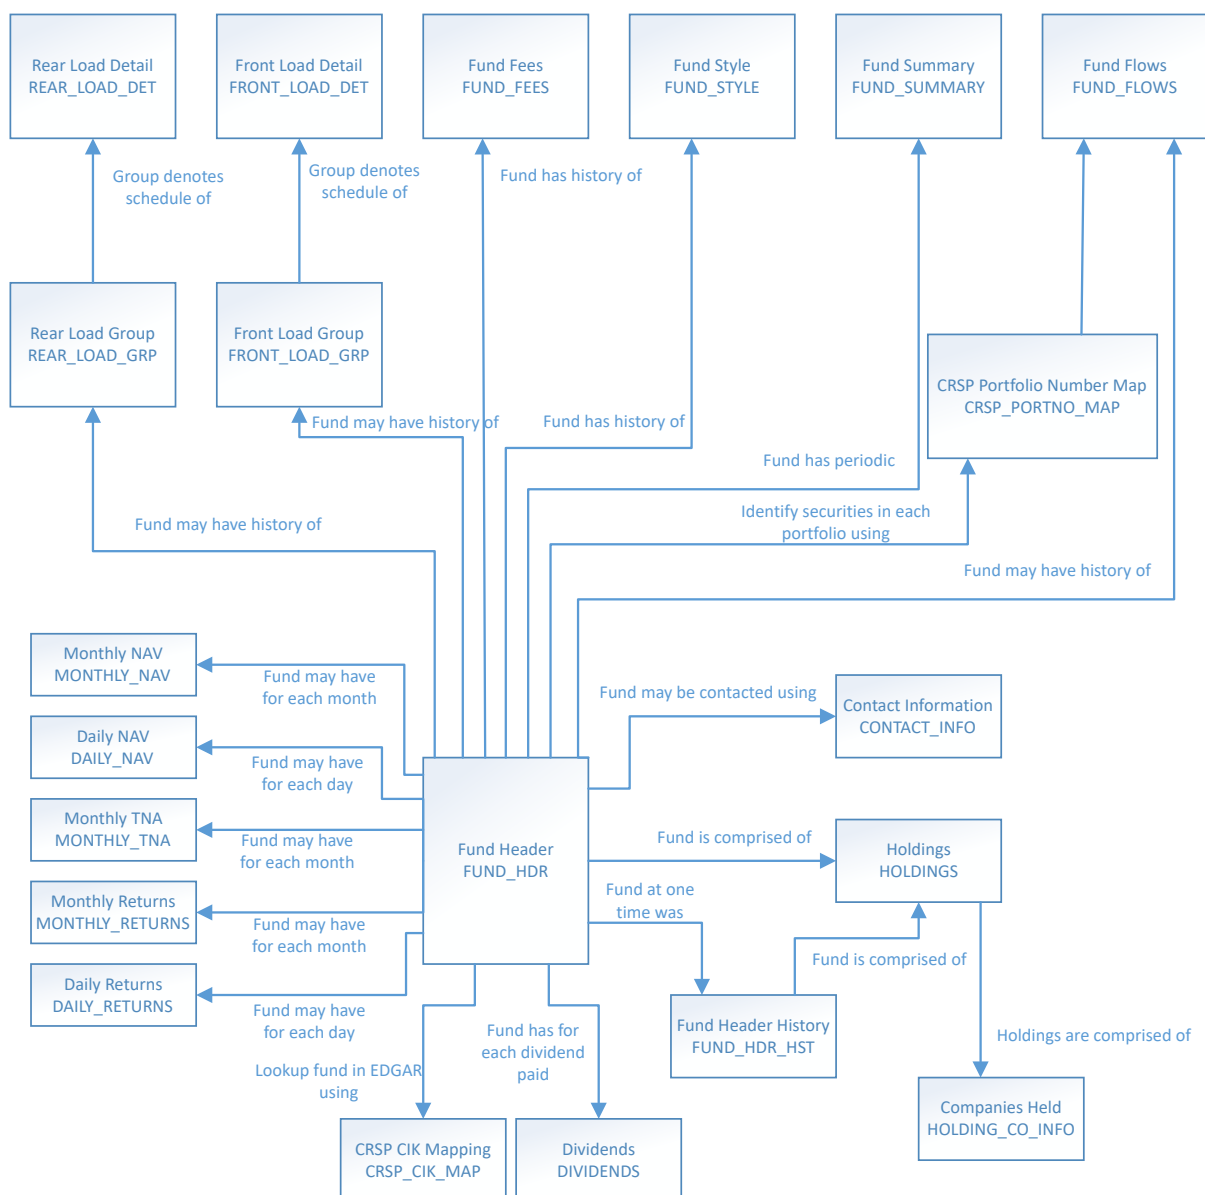 Rear Load Detail
REAR_LOAD_DET
Front Load Detail
FRONT_LOAD_DET
Fund Fees
FUND_FEES
Fund Style
FUND_STYLE
Fund Summary
FUND_SUMMARY
Fund Flows
FUND_FLOWS
Group denotes
schedule of
Group denotes
schedule of
Fund has history of
Rear Load Group
REAR_LOAD_GRP
Front Load Group
FRONT_LOAD_GRP
CRSP Portfolio Number Map
CRSP_PORTNO_MAP
Fund may have history of
Fund has history of
Fund has periodic
Fund may have history of
Identify securities in each
portfolio using
Fund may have history of
Monthly NAV
MONTHLY_NAV
Fund may have
for each month
Daily NAV
DAILY_NAV
Fund may have
for each day
Monthly TNA
MONTHLY_TNA
Fund may have
for each month
Monthly Returns
MONTHLY_RETURNS
Fund may have
for each month
Daily Returns
DAILY_RETURNS
Fund may have
for each day
Fund Header
FUND_HDR
Fund may be contacted using
Contact Information
CONTACT_INFO
Fund is comprised of
Holdings
HOLDINGS
Fund at one
time was
Fund is comprised of
Fund Header History
FUND_HDR_HST
Holdings are comprised of
Companies Held
HOLDING_CO_INFO
Lookup fund in EDGAR
using
Fund has for
each dividend
paid
CRSP CIK Mapping
CRSP_CIK_MAP
Dividends
DIVIDENDS